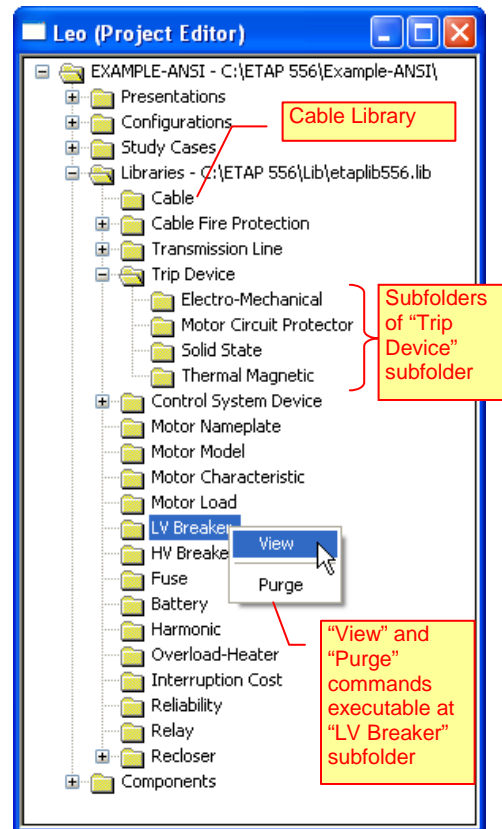 Leo (Project Editor)
EXAMPLE-ANSI - C:\ETAP 556\Example-ANSI\
Presentations
Configurations
Cable Library
Study Cases
Libraries - C:\ETAP 556\Lib\etaplib556.lib
Cable
Cable Fire Protection
Transmission Line
Trip Device
Electro-Mechanical
Motor Circuit Protector
Solid State
Thermal Magnetic
Subfolders
of “Trip
Device”
subfolder
Control System Device
Motor Nameplate
Motor Model
Motor Characteristic
Motor Load
LV Breaker
View
HV Breake
Fuse
Purge
Battery
Harmonic
Overload-Heater
Interruption Cost
Reliability
Relay
Recloser
“View” and
“Purge”
commands
executable at
“LV Breaker”
subfolder
Components